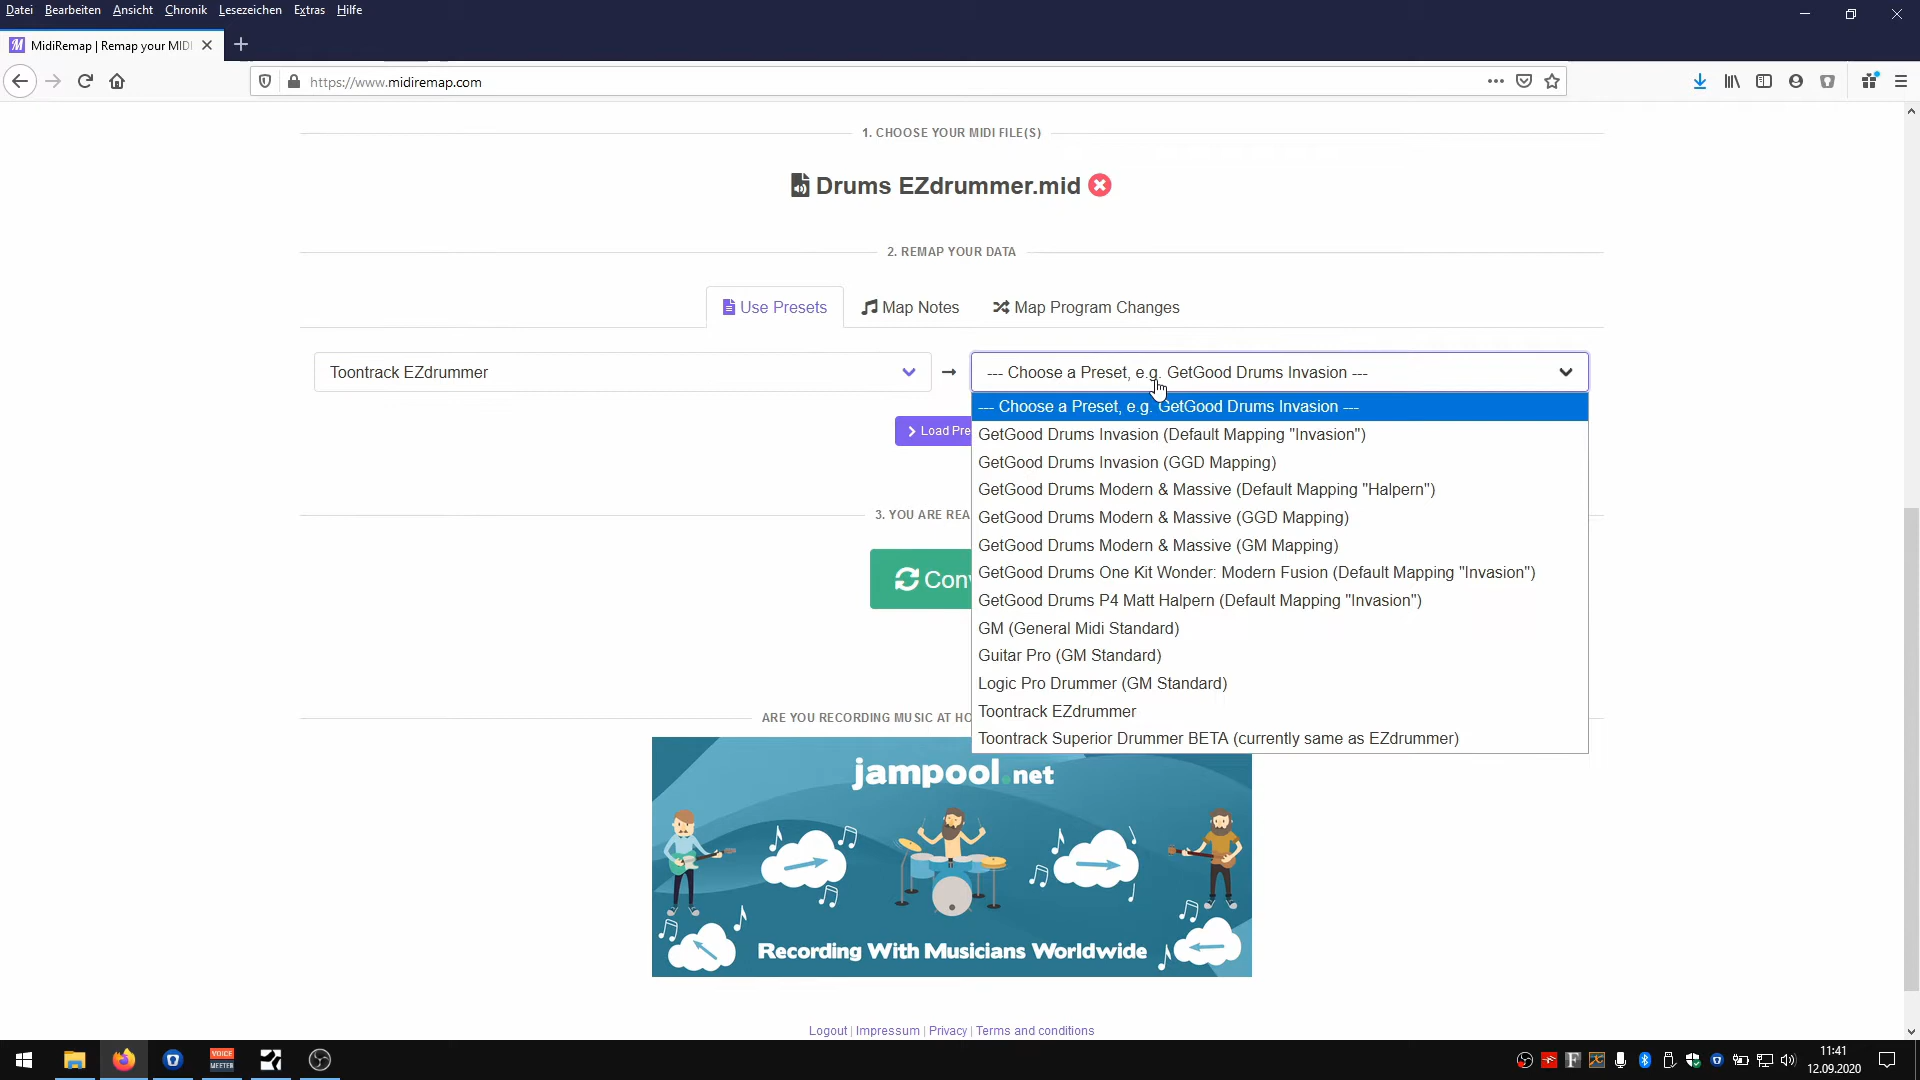 Datei Bearbeiten Ansicht Chronik Lesezeichen Extras Hilfe
MidiRemap | Remap your MIDI
https://www.midiremap.com
1. CHOOSE YOUR MIDI FILE(S)
Drums EZdrummer.mid
2. REMAP YOUR DATA
Use Presets Map Notes Map Program Changes
Toontrack EZdrummer
--- Choose a Preset, e.g. GetGood Drums Invasion ---
--- Choose a Preset, e.g. GetGood Drums Invasion ---
GetGood Drums Invasion (Default Mapping "Invasion")
Load Pre
GetGood Drums Invasion (GGD Mapping)
GetGood Drums Modern & Massive (Default Mapping "Halpern")
GetGood Drums Modern & Massive (GGD Mapping)
3. YOU ARE REA
GetGood Drums Modern & Massive (GM Mapping)
GetGood Drums One Kit Wonder: Modern Fusion (Default Mapping "Invasion")
Conv
GetGood Drums P4 Matt Halpern (Default Mapping "Invasion")
GM (General Midi Standard)
Guitar Pro (GM Standard)
Logic Pro Drummer (GM Standard)
Toontrack EZdrummer
ARE YOU RECORDING MUSIC AT HO
Toontrack Superior Drummer BETA (currently same as EZdrummer)
jampool.net
Recording With Musicians Worldwide
Logout | Impressum | Privacy | Terms and conditions
VOICE
MEETER
11:41
12.09.2020